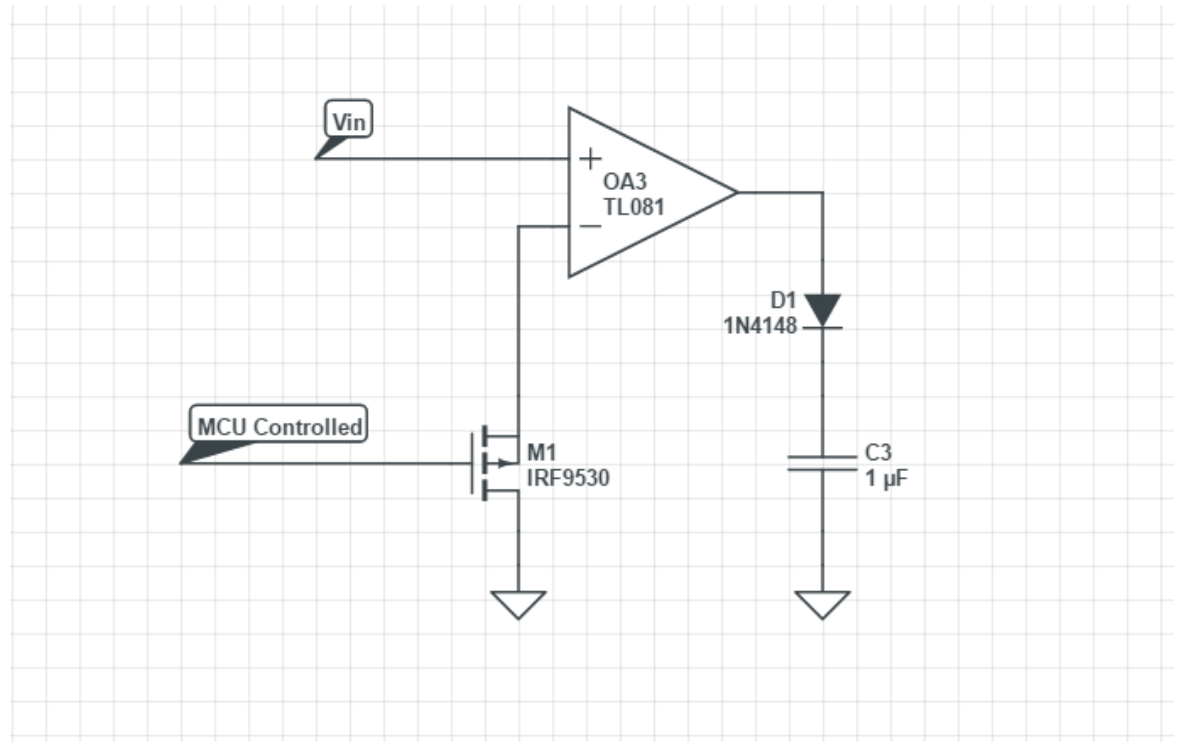 Vin
+
OA3
TL081
−
D1
1N4148
MCU Controlled
M1
IRF9530
C3
1 µF